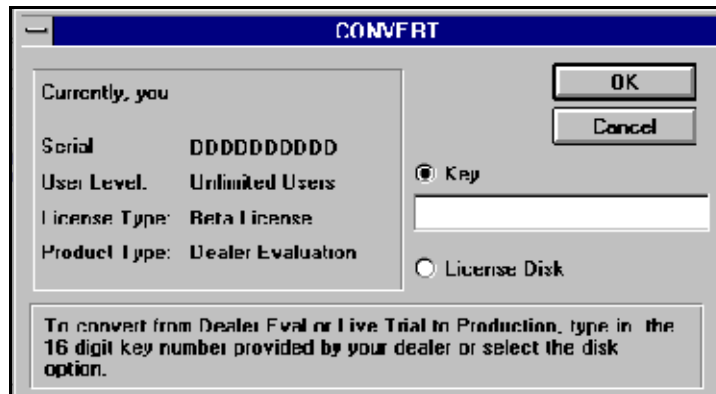 CONVERT
Currently, you
Serial DDDDDDDDDD
User Level: Unlimited Users
License Type: Beta License
Product Type: Dealer Evaluation
OK
Cancel
Key
License Disk
To convert from Dealer Eval or Live Trial to Production, type in the
16 digit key number provided by your dealer or select the disk
option.